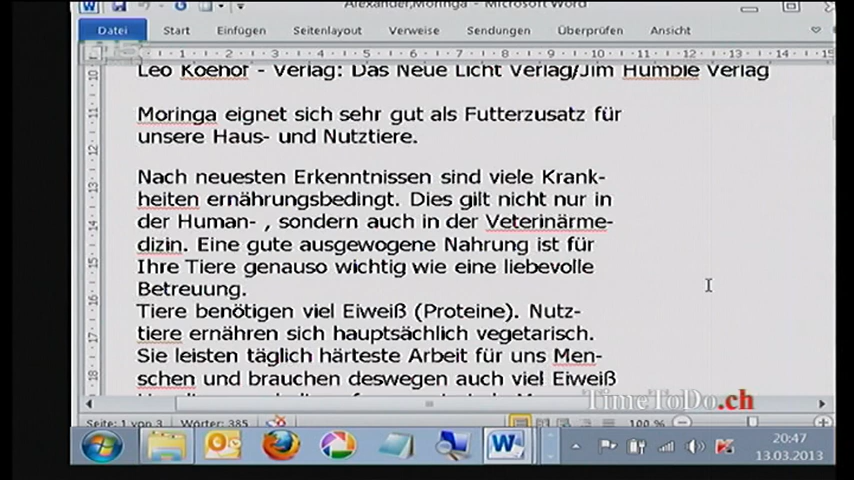 Alexander,Moringa - Microsoft Word
Datei Start Einfügen Seitenlayout Verweise Sendungen Überprüfen Ansicht
Leo Koehof - Verlag: Das Neue Licht Verlag/Jim Humble Verlag
Moringa eignet sich sehr gut als Futterzusatz für
unsere Haus- und Nutztiere.
Nach neuesten Erkenntnissen sind viele Krank-
heiten ernährungsbedingt. Dies gilt nicht nur in
der Human- , sondern auch in der Veterinärme-
dizin. Eine gute ausgewogene Nahrung ist für
Ihre Tiere genauso wichtig wie eine liebevolle
Betreuung.
Tiere benötigen viel Eiweiß (Proteine). Nutz-
tiere ernähren sich hauptsächlich vegetarisch.
Sie leisten täglich härteste Arbeit für uns Men-
schen und brauchen deswegen auch viel Eiweiß
TimeToDo.ch
Seite: 1 von 3 Wörter: 385 100 %
20:47
13.03.2013